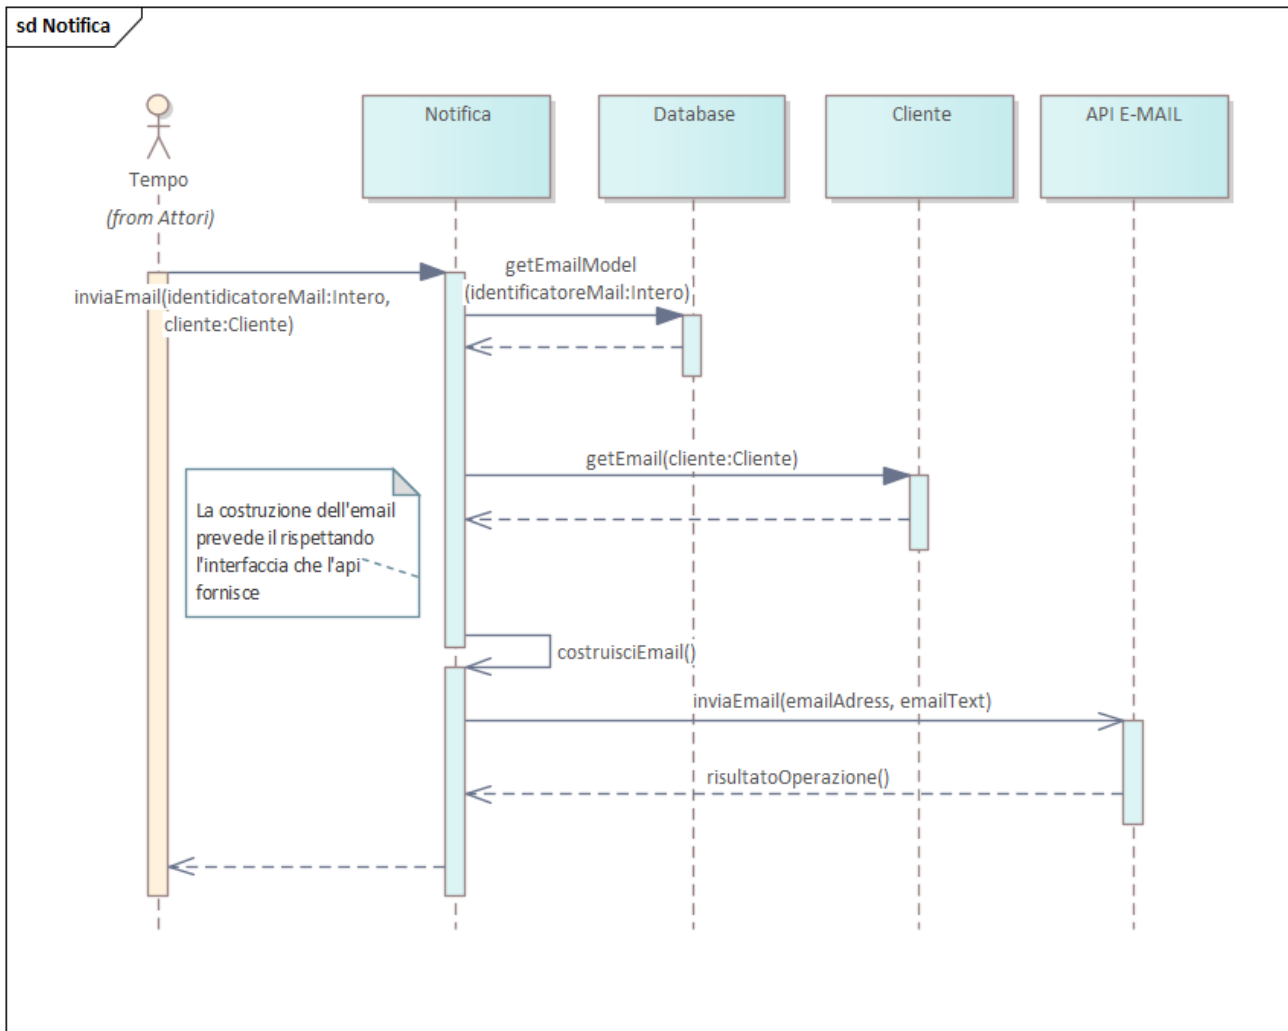 sd Notifica
Notifica
Database
Cliente
API E-MAIL
Tempo
(from Attori)
getEmailModel
(identificatoreMail:Intero)
inviaEmail(identidicatoreMail:Intero,
cliente:Cliente)
getEmail(cliente:Cliente)
La costruzione dell'email
prevede il rispettando
l'interfaccia che l'api
fornisce
costruisciEmail()
inviaEmail(emailAdress, emailText)
risultatoOperazione()